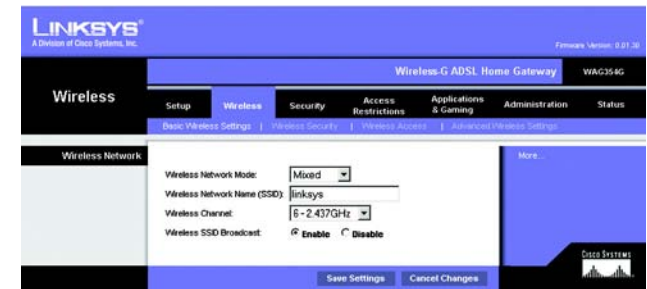 LINKSYS®
A Division of Cisco Systems, Inc.
Firmware Version: 0.01.30
Wireless-G ADSL Home Gateway WAG354G
Wireless
Setup Wireless Security Access Restrictions Applications & Gaming Administration Status
Basic Wireless Settings | Wireless Security | Wireless Access | Advanced Wireless Settings
Wireless Network
More...
Wireless Network Mode: Mixed
Wireless Network Name (SSID): linksys
Wireless Channel: 6 - 2.437GHz
Wireless SSID Broadcast: Enable Disable
Save Settings Cancel Changes
CISCO SYSTEMS